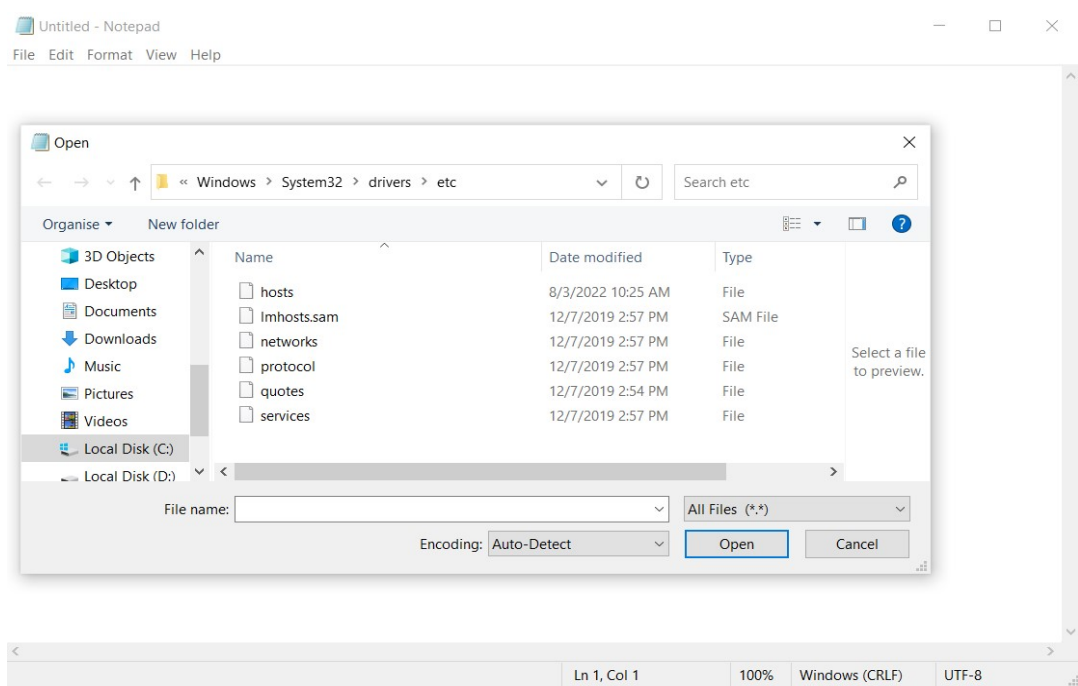 Untitled - Notepad
File Edit Format View Help
Open
« Windows > System32 > drivers > etc
Search etc
Organise New folder
?
Name Date modified Type
3D Objects
Desktop
Documents
Downloads
Music
Pictures
Videos
Local Disk (C:)
Local Disk (D:)
hosts 8/3/2022 10:25 AM File
lmhosts.sam 12/7/2019 2:57 PM SAM File
networks 12/7/2019 2:57 PM File
protocol 12/7/2019 2:57 PM File
quotes 12/7/2019 2:54 PM File
services 12/7/2019 2:57 PM File
Select a file
to preview.
File name: All Files (*.*)
Encoding: Auto-Detect Open Cancel
Ln 1, Col 1 100% Windows (CRLF) UTF-8